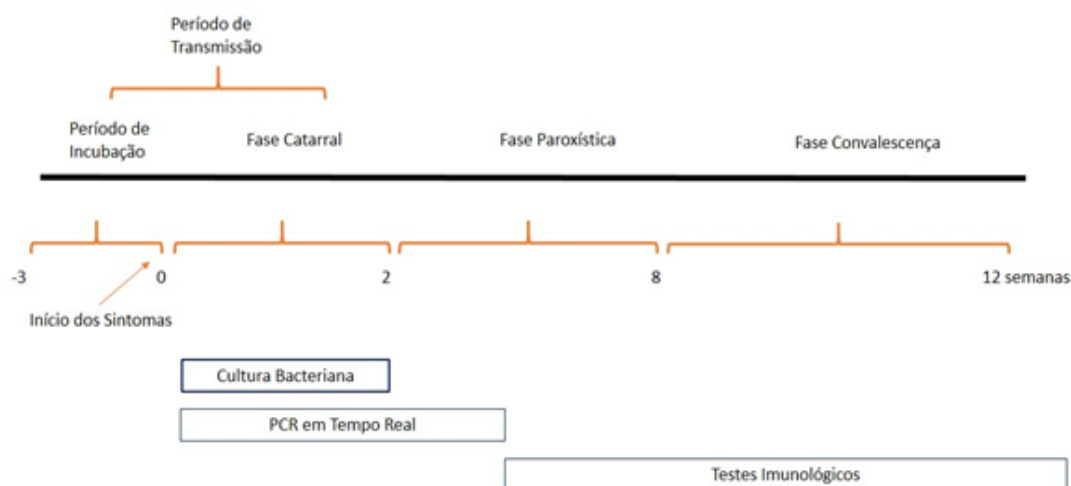 Período de
Transmissão
Período de
Incubação
Fase Catarral
Fase Paroxística
Fase Convalescença
-3
0
2
8
12 semanas
Início dos Sintomas
Cultura Bacteriana
PCR em Tempo Real
Testes Imunológicos